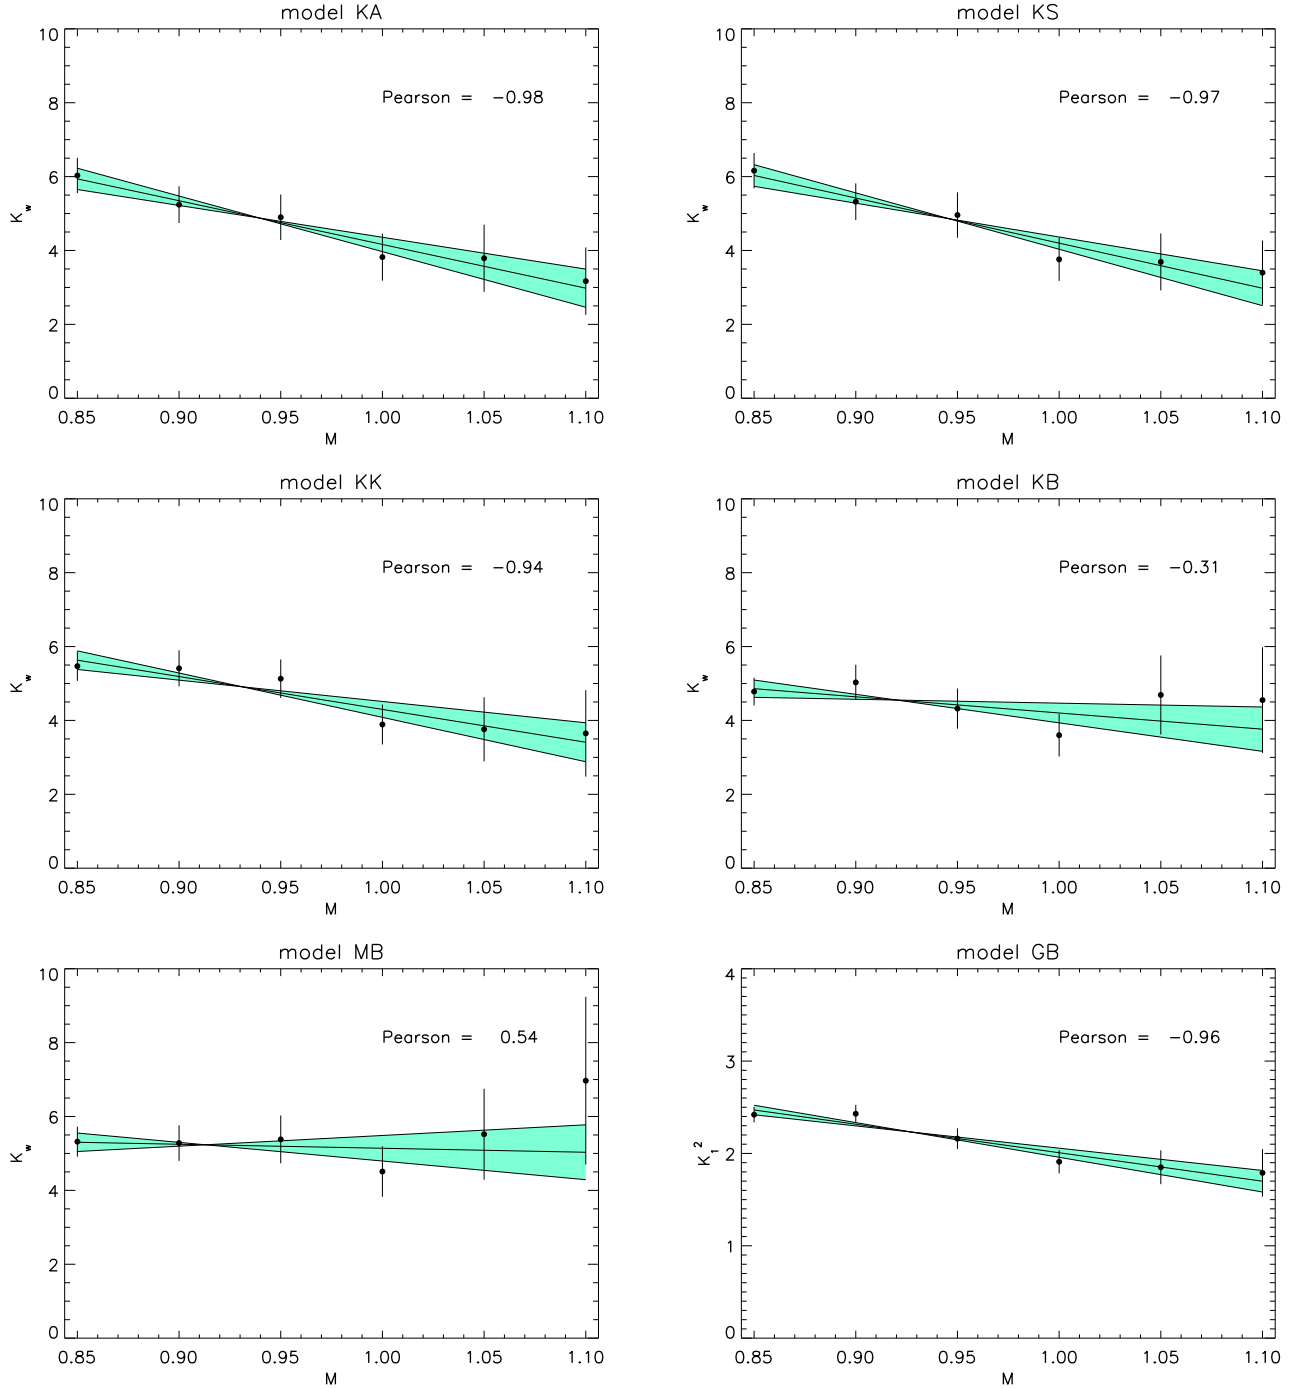 model KA
Pearson = −0.98
10
8
6
4
2
0
K w
0.85 0.90 0.95 1.00 1.05 1.10
M
model KS
Pearson = −0.97
10
8
6
4
2
0
K w
0.85 0.90 0.95 1.00 1.05 1.10
M
model KK
Pearson = −0.94
10
8
6
4
2
0
K w
0.85 0.90 0.95 1.00 1.05 1.10
M
model KB
Pearson = −0.31
10
8
6
4
2
0
K w
0.85 0.90 0.95 1.00 1.05 1.10
M
model MB
Pearson = 0.54
10
8
6
4
2
0
K w
0.85 0.90 0.95 1.00 1.05 1.10
M
model GB
Pearson = −0.96
4
3
2
1
0
K 1 2
0.85 0.90 0.95 1.00 1.05 1.10
M